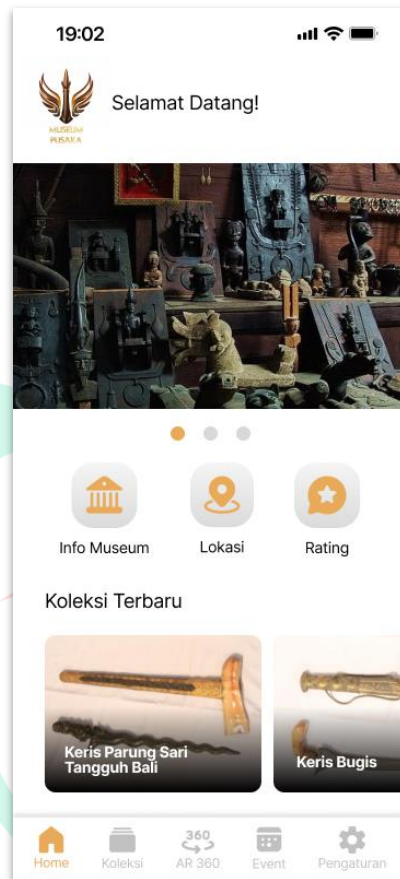 19:02
MUSEUM
PUSAKA
Selamat Datang!
Info Museum
Lokasi
Rating
Koleksi Terbaru
Keris Parung Sari
Tangguh Bali
Keris Bugis
360
Home
Koleksi
AR 360
Event
Pengaturan